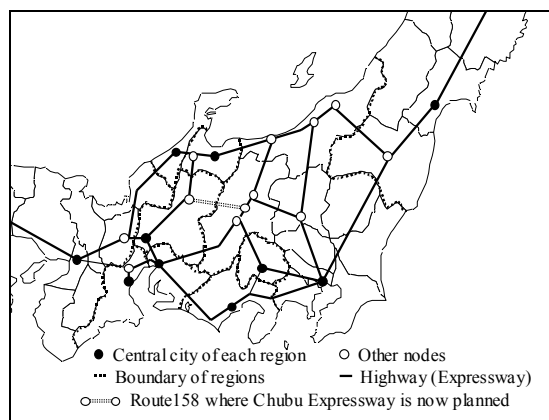 Central city of each region Other nodes
Boundary of regions Highway (Expressway)
Route158 where Chubu Expressway is now planned